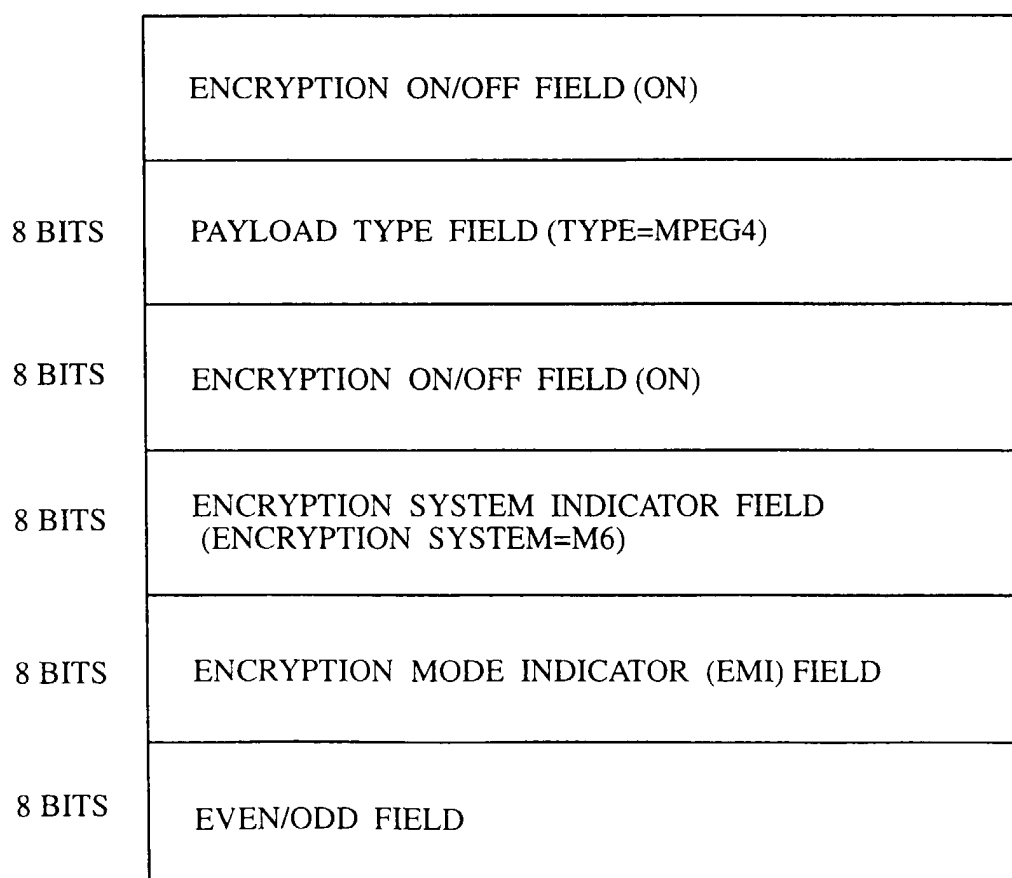 ENCRYPTION ON/OFF FIELD (ON)
8 BITS PAYLOAD TYPE FIELD (TYPE=MPEG4)
8 BITS ENCRYPTION ON/OFF FIELD (ON)
8 BITS ENCRYPTION SYSTEM INDICATOR FIELD
(ENCRYPTION SYSTEM=M6)
8 BITS ENCRYPTION MODE INDICATOR (EMI) FIELD
8 BITS EVEN/ODD FIELD